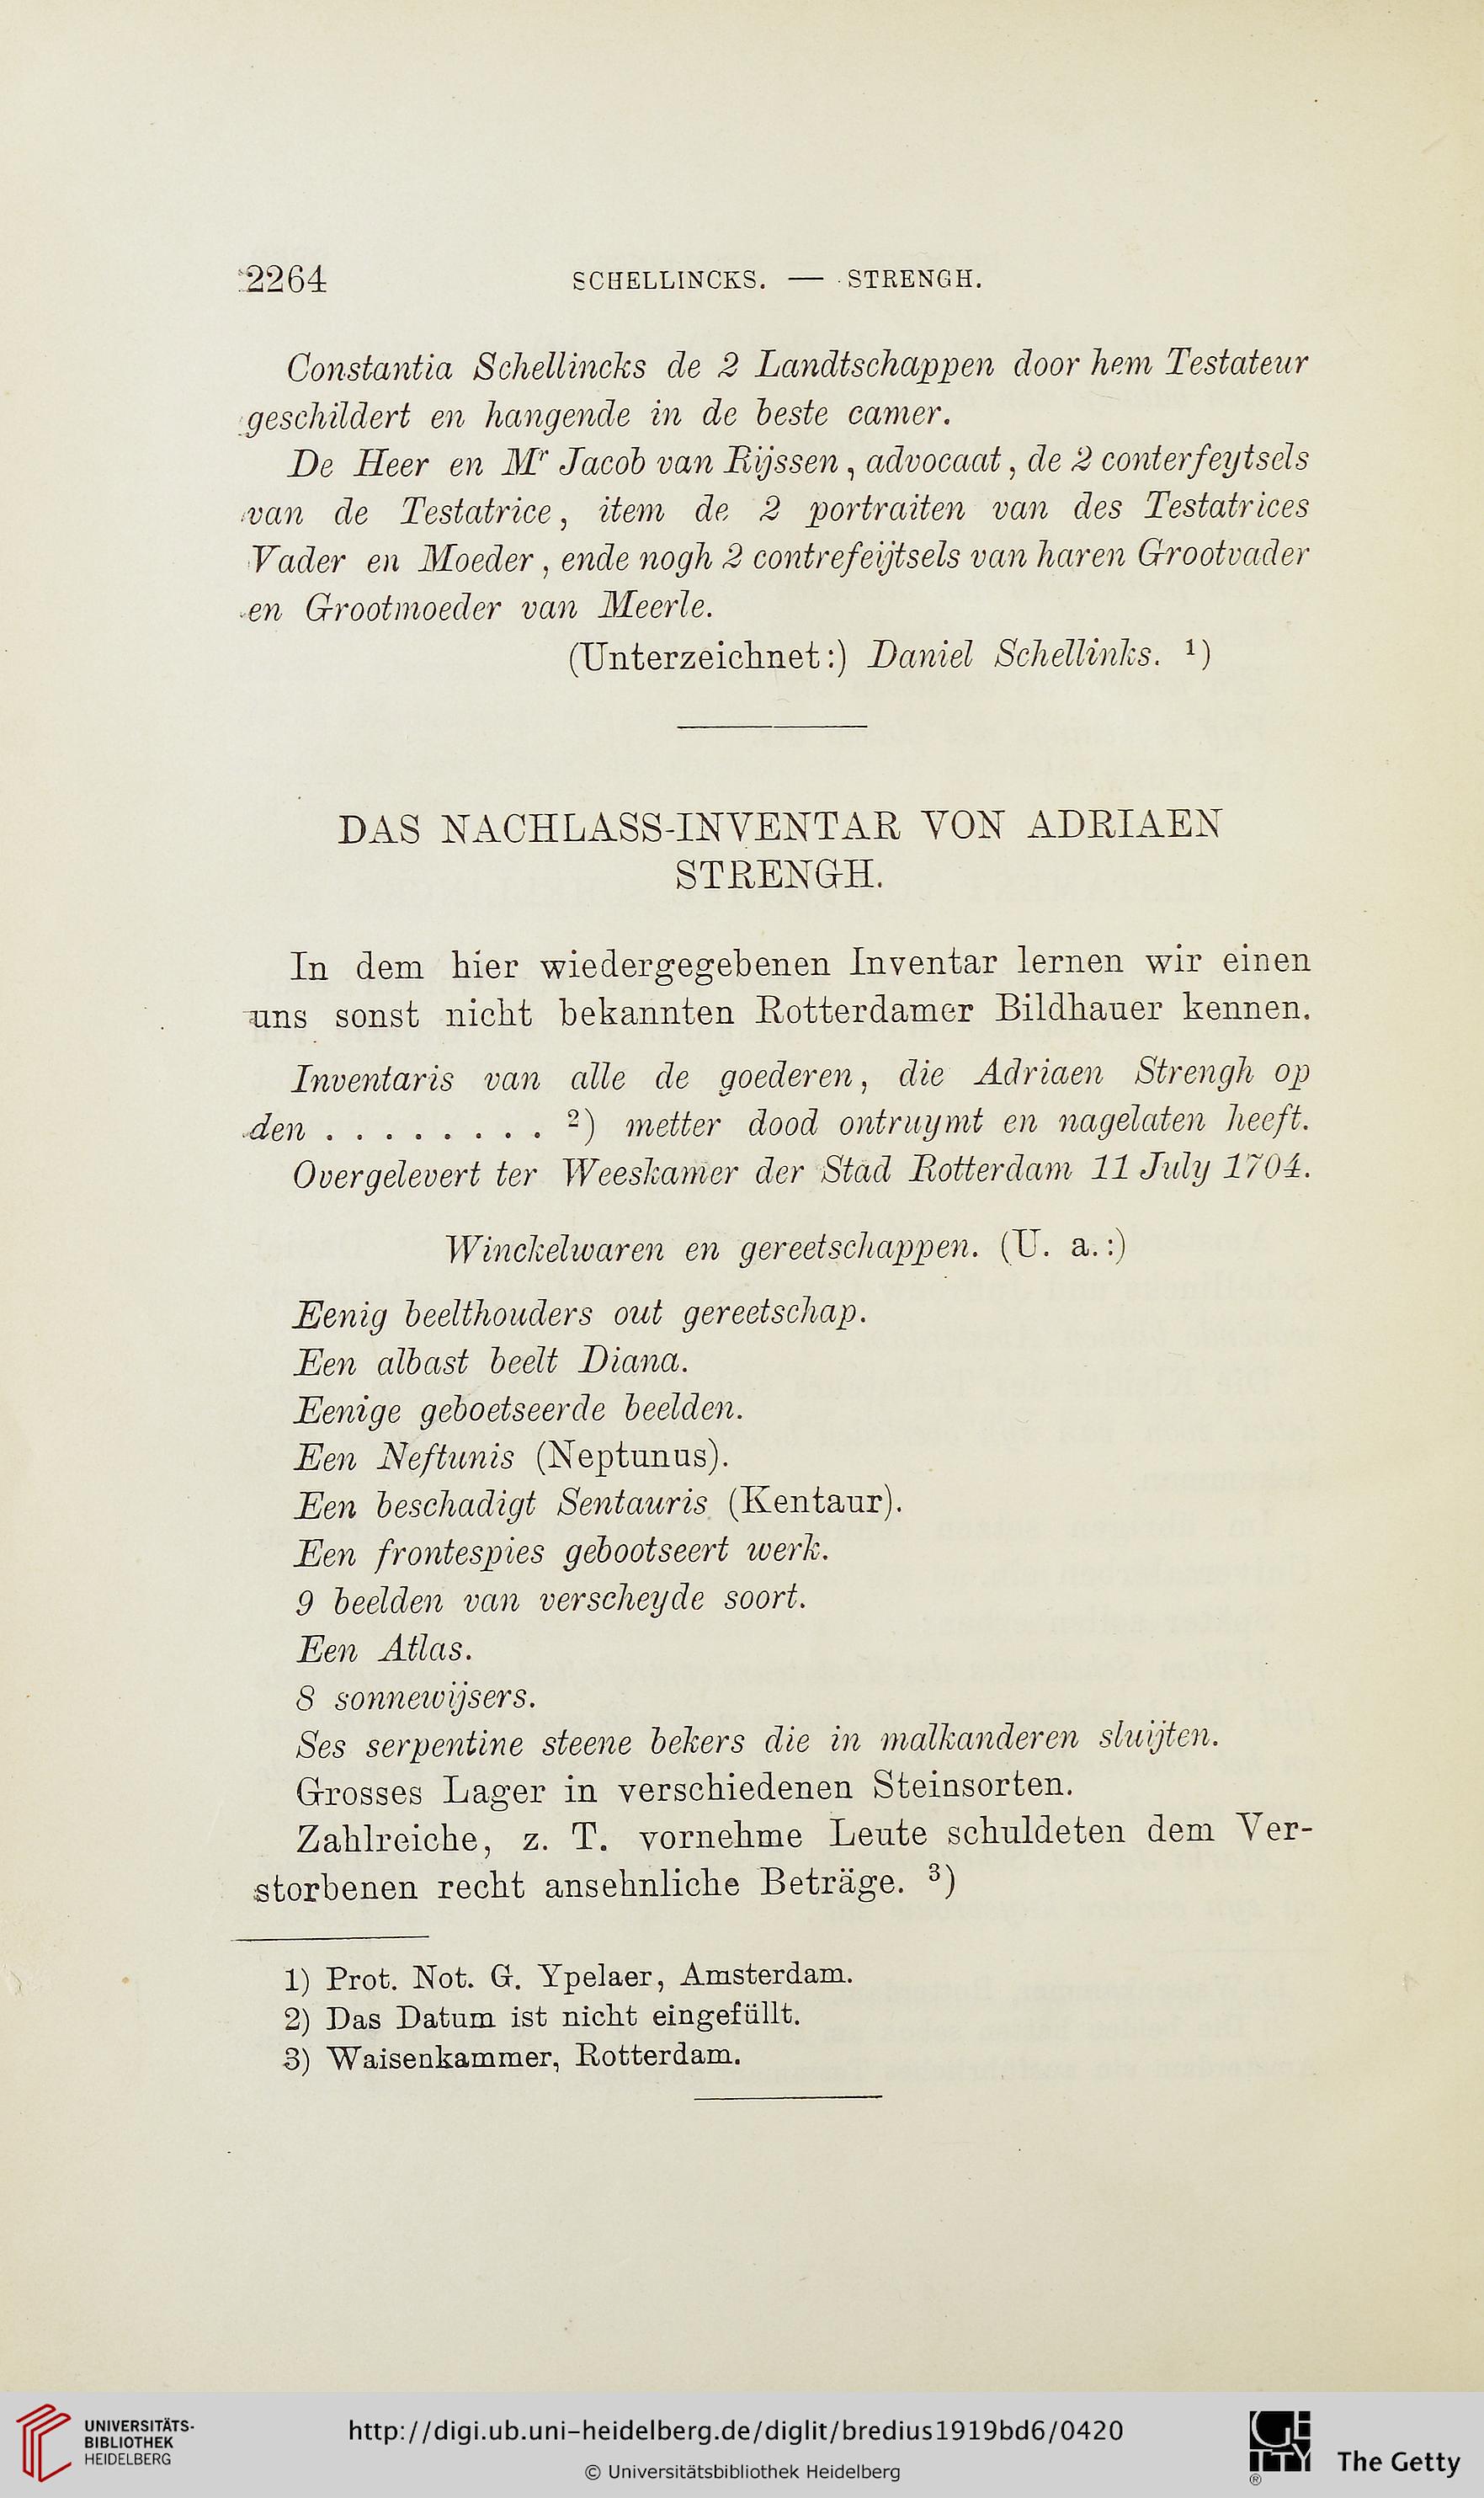 2264 SCHELLINCKS. — STRENGH.
Constantia Schellincks de 2 Landtschappen door hem Testateur
geschildert en hangende in de beste camer.
De Heer en Mr Jacob van Rijssen, advocaat, de 2 conterfeytsels
van de Testatrice, item de 2 portraiten van des Testatrices
Vader en Moeder, ende nogh 2 contrefeijtsels van haren Grootvader
en Grootmoeder van Meerle.
(Unterzeichnet:) Daniel Schellinks. ¹)
DAS NACHLASS-INVENTAR VON ADRIAEN
STRENGH.
In dem hier wiedergegebenen Inventar lernen wir einen
uns sonst nicht bekannten Rotterdamer Bildhauer kennen.
Inventaris van alle de goederen, die Adriaen Strengh op
den . . . . . . . . ²) metter dood ontruymt en nagelaten heeft.
Overgelevert ter Weeskamer der Stad Rotterdam 11 July 1704.
Winckelwaren en gereetschappen. (U. a.:)
Eenig beelthouders out gereetschap.
Een albast beelt Diana.
Eenige geboetseerde beelden.
Een Neftunis (Neptunus).
Een beschadigt Sentauris (Kentaur).
Een frontespies gebootseert werk.
9 beelden van verscheyde soort.
Een Atlas.
8 sonnewijsers.
Ses serpentine steene bekers die in malkanderen sluijten.
Grosses Lager in verschiedenen Steinsorten.
Zahlreiche, z. T. vornehme Leute schuldeten dem Ver-
storbenen recht ansehnliche Beträge. ³)
1) Prot. Not. G. Ypelaer, Amsterdam.
2) Das Datum ist nicht eingefüllt.
3) Waisenkammer, Rotterdam.
UNIVERSITÄTS-
BIBLIOTHEK
HEIDELBERG
http://digi.ub.uni-heidelberg.de/diglit/bredius1919bd6/0420
© Universitätsbibliothek Heidelberg
GETTY
® The Getty